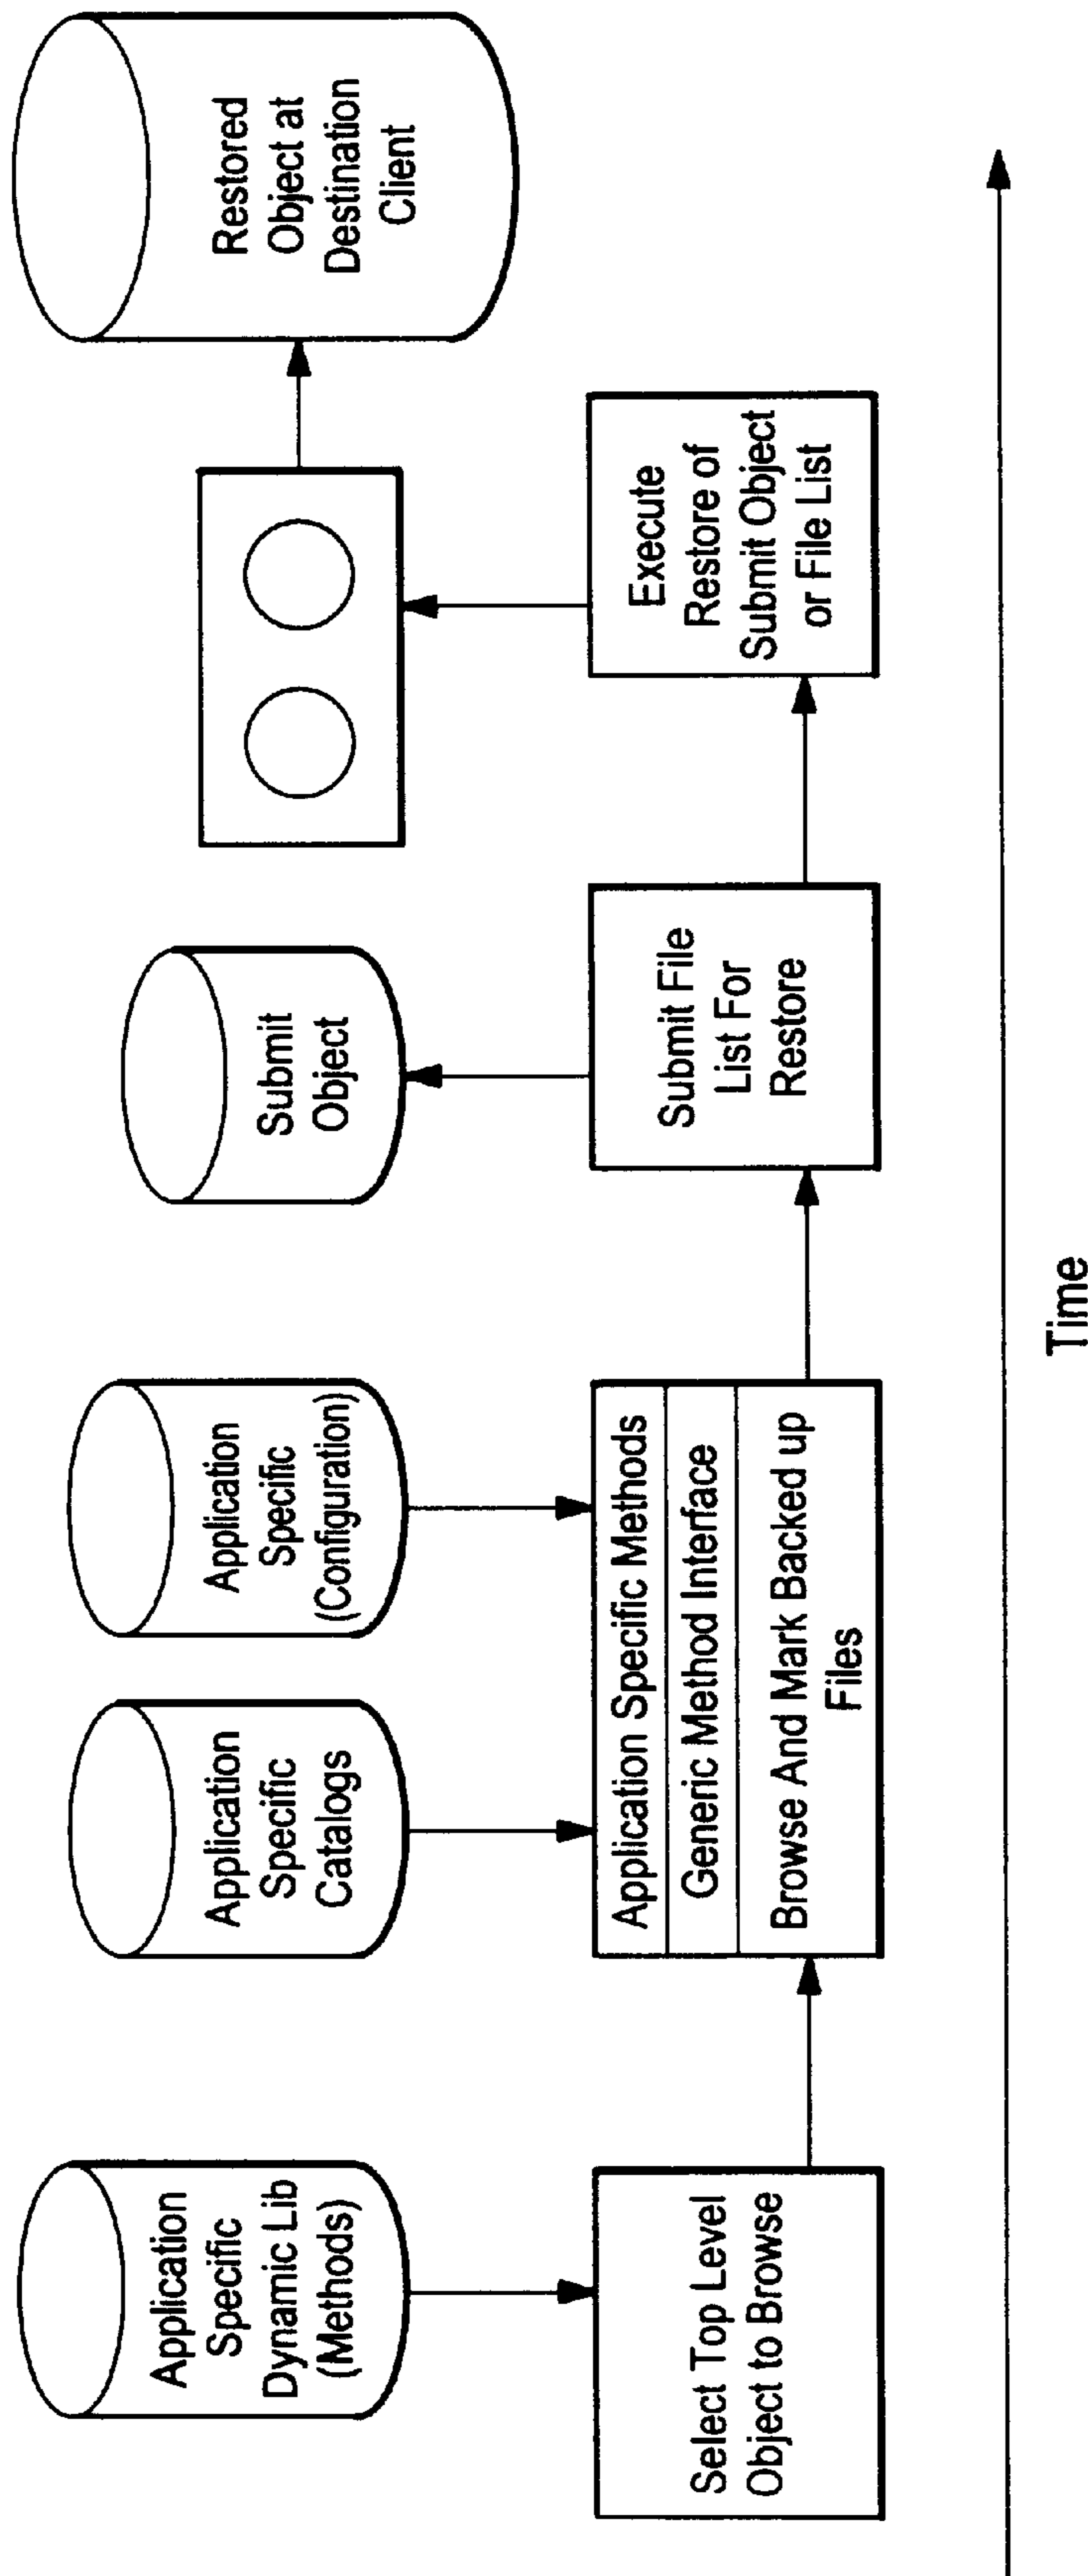 Application
Specific
Dynamic Lib
(Methods)
Select Top Level
Object to Browse
Application
Specific
Catalogs
Application
Specific
(Configuration)
Application Specific Methods
Generic Method Interface
Browse And Mark Backed up
Files
Submit
Object
Submit File
List For
Restore
Execute
Restore of
Submit Object
or File List
Restored
Object at
Destination
Client
Time